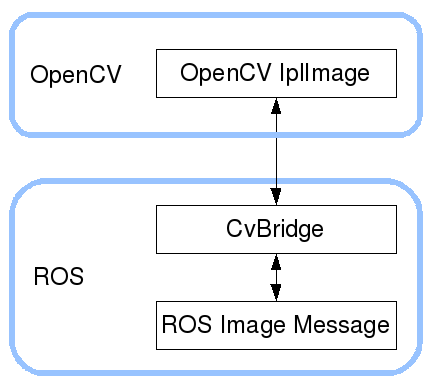 OpenCV
OpenCV IplImage
CvBridge
ROS
ROS Image Message